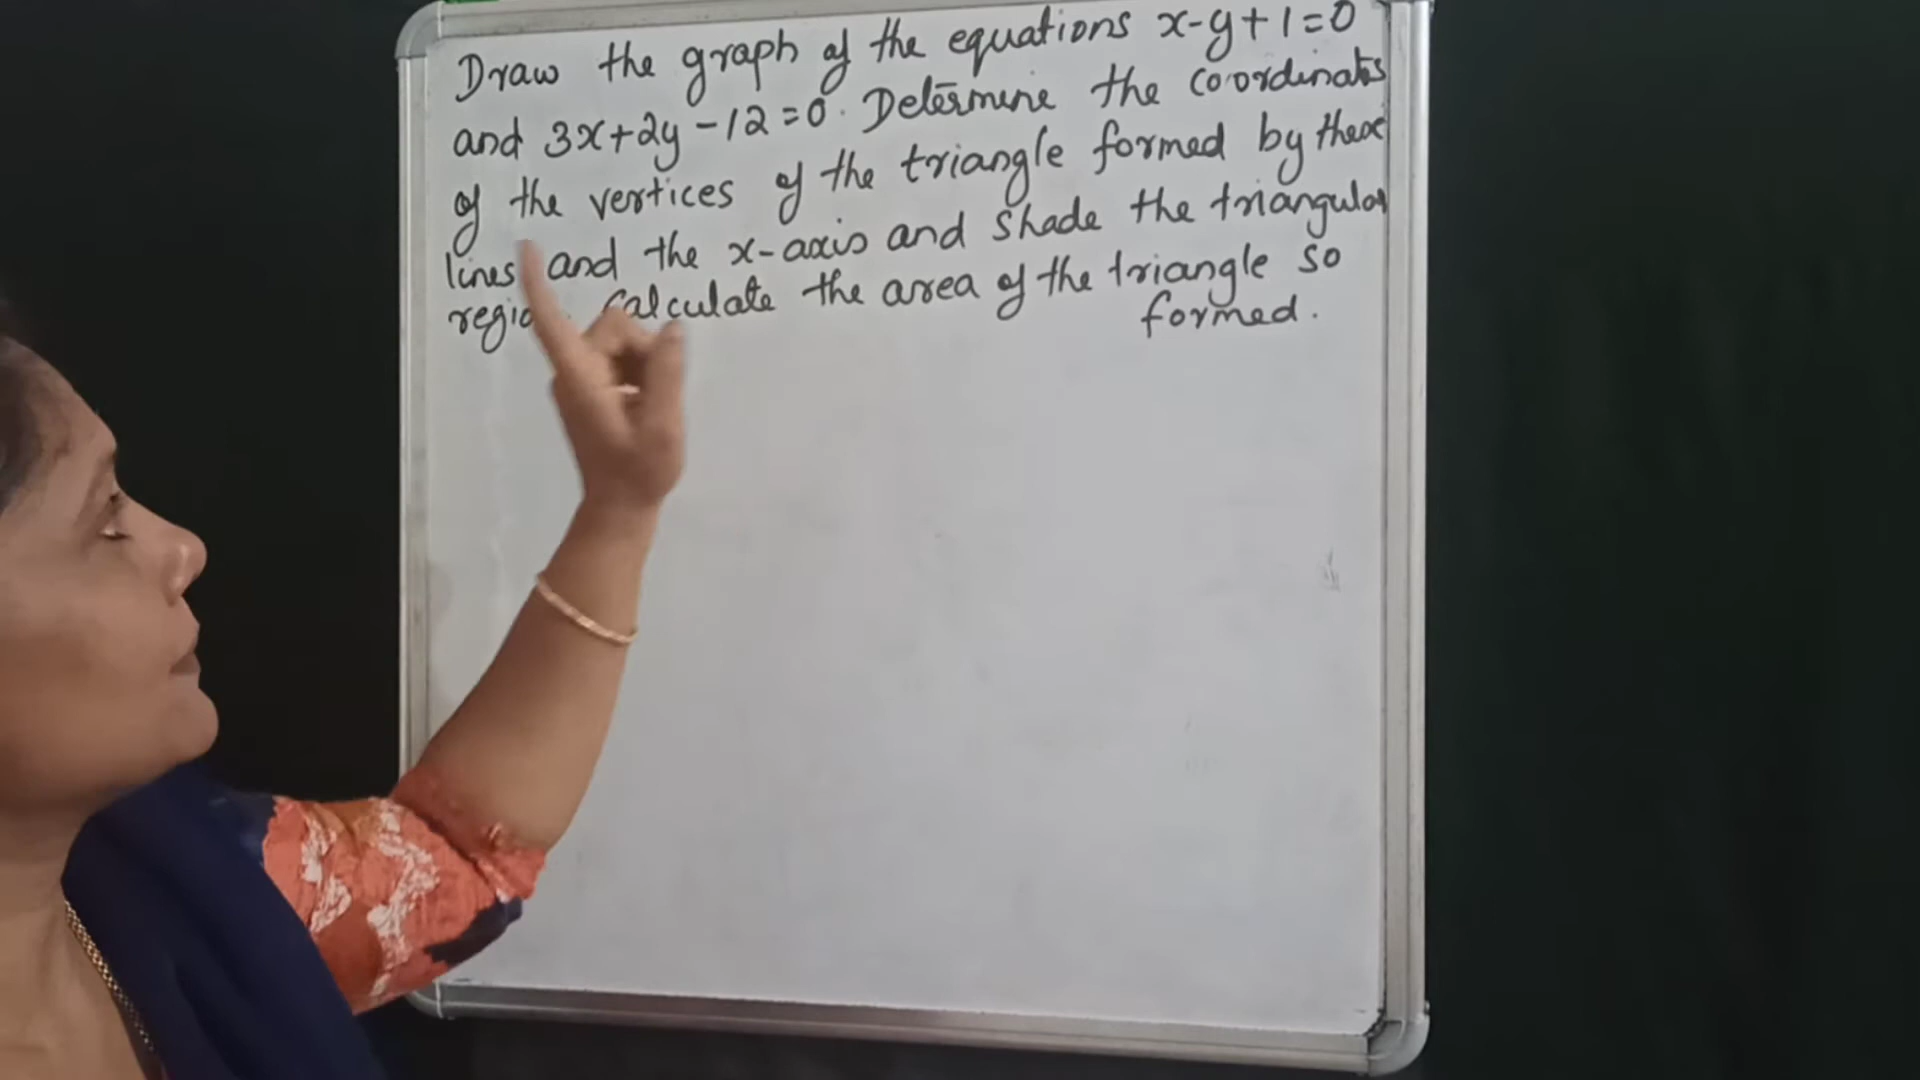 Draw the graph of the equations x-y+1=0
and 3x+2y-12=0. Determine the coordinates
of the vertices of the triangle formed by these
lines and the x-axis and shade the triangular
region. Calculate the area of the triangle so
formed.